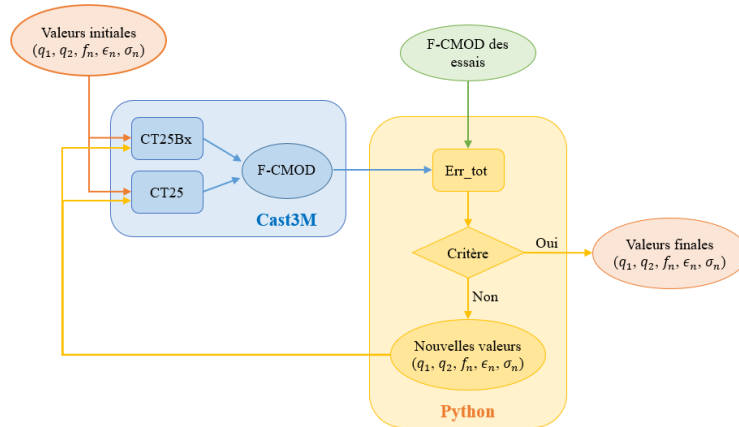 Valeurs initiales
(q₁, q₂, fₙ, ϵₙ, σₙ)
F-CMOD des
essais
CT25Bx
F-CMOD
CT25
Cast3M
Err_tot
Critère
Oui
Non
Valeurs finales
(q₁, q₂, fₙ, ϵₙ, σₙ)
Nouvelles valeurs
(q₁, q₂, fₙ, ϵₙ, σₙ)
Python